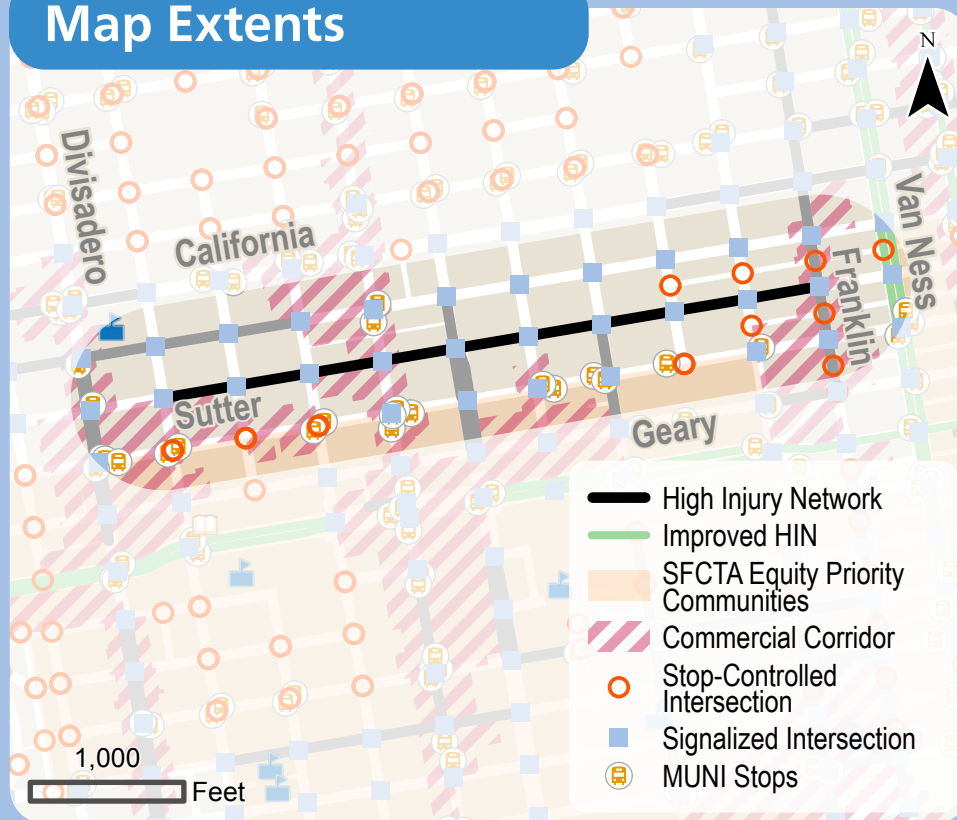 Map Extents
N
Divisadero
California
Van Ness
Franklin
Sutter
Geary
High Injury Network
Improved HIN
SFCTA Equity Priority
Communities
Commercial Corridor
Stop-Controlled
Intersection
Signalized Intersection
MUNI Stops
1,000
Feet